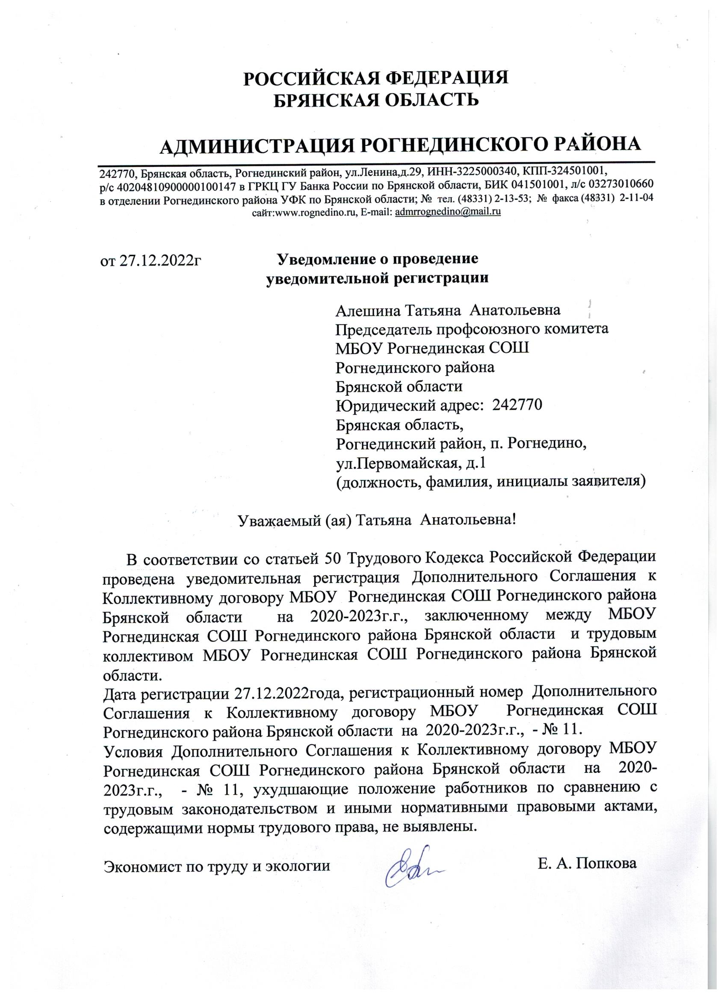 РОССИЙСКАЯ ФЕДЕРАЦИЯ
БРЯНСКАЯ ОБЛАСТЬ
АДМИНИСТРАЦИЯ РОГНЕДИНСКОГО РАЙОНА
242770, Брянская область, Рогнединский район, ул.Ленина,д.29, ИНН-3225000340, КПП-324501001,
р/с 40204810900000100147 в ГРКЦ ГУ Банка России по Брянской области, БИК 041501001, л/с 03273010660
в отделении Рогнединского района УФК по Брянской области; № тел. (48331) 2-13-53; № факса (48331) 2-11-04
сайт:www.rognedino.ru, E-mail: admrrognedino@mail.ru
от 27.12.2022г Уведомление о проведение
уведомительной регистрации
Алешина Татьяна Анатольевна
Председатель профсоюзного комитета
МБОУ Рогнединская СОШ
Рогнединского района
Брянской области
Юридический адрес: 242770
Брянская область,
Рогнединский район, п. Рогнедино,
ул.Первомайская, д.1
(должность, фамилия, инициалы заявителя)
Уважаемый (ая) Татьяна Анатольевна!
В соответствии со статьей 50 Трудового Кодекса Российской Федерации
проведена уведомительная регистрация Дополнительного Соглашения к
Коллективному договору МБОУ Рогнединская СОШ Рогнединского района
Брянской области на 2020-2023г.г., заключенному между МБОУ
Рогнединская СОШ Рогнединского района Брянской области и трудовым
коллективом МБОУ Рогнединская СОШ Рогнединского района Брянской
области.
Дата регистрации 27.12.2022года, регистрационный номер Дополнительного
Соглашения к Коллективному договору МБОУ Рогнединская СОШ
Рогнединского района Брянской области на 2020-2023г.г., - № 11.
Условия Дополнительного Соглашения к Коллективному договору МБОУ
Рогнединская СОШ Рогнединского района Брянской области на 2020-
2023г.г., - № 11, ухудшающие положение работников по сравнению с
трудовым законодательством и иными нормативными правовыми актами,
содержащими нормы трудового права, не выявлены.
Экономист по труду и экологии Е. А. Попкова